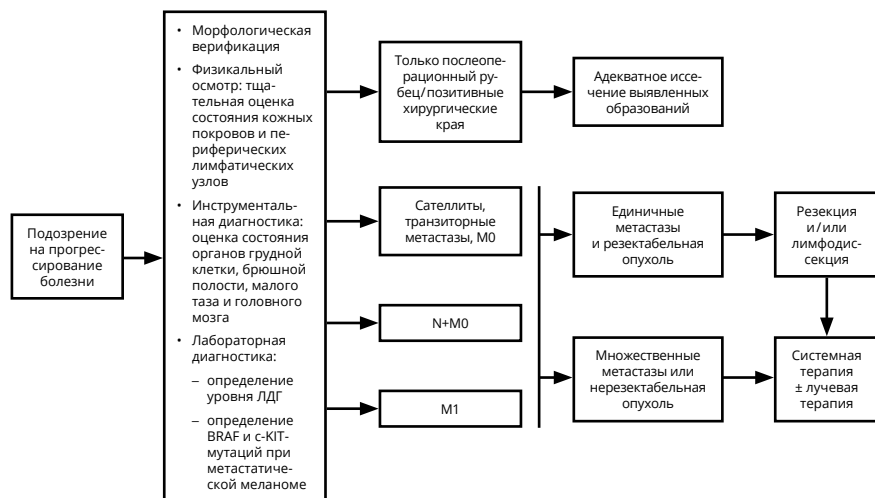 Подозрение
на прогрес-
сирование
болезни
• Морфологическая
верификация
• Физикальный
осмотр: тща-
тельная оценка
состояния кожных
покровов и пе-
риферических
лимфатических
узлов
• Инструменталь-
ная диагностика:
оценка состояния
органов грудной
клетки, брюшной
полости, малого
таза и головного
мозга
• Лабораторная
диагностика:
– определение
уровня ЛДГ
– определение
BRAF и c-KIT-
мутаций при
метастатиче-
ской меланоме
Только послеопе-
рационный ру-
бец/позитивные
хирургические
края
Адекватное иссе-
чение выявленных
образований
Сателлиты,
транзиторные
метастазы, M0
N+M0
M1
Единичные
метастазы
и резектабельная
опухоль
Резекция
и/или
лимфодис-
секция
Множественные
метастазы или
нерезектабельная
опухоль
Системная
терапия
± лучевая
терапия